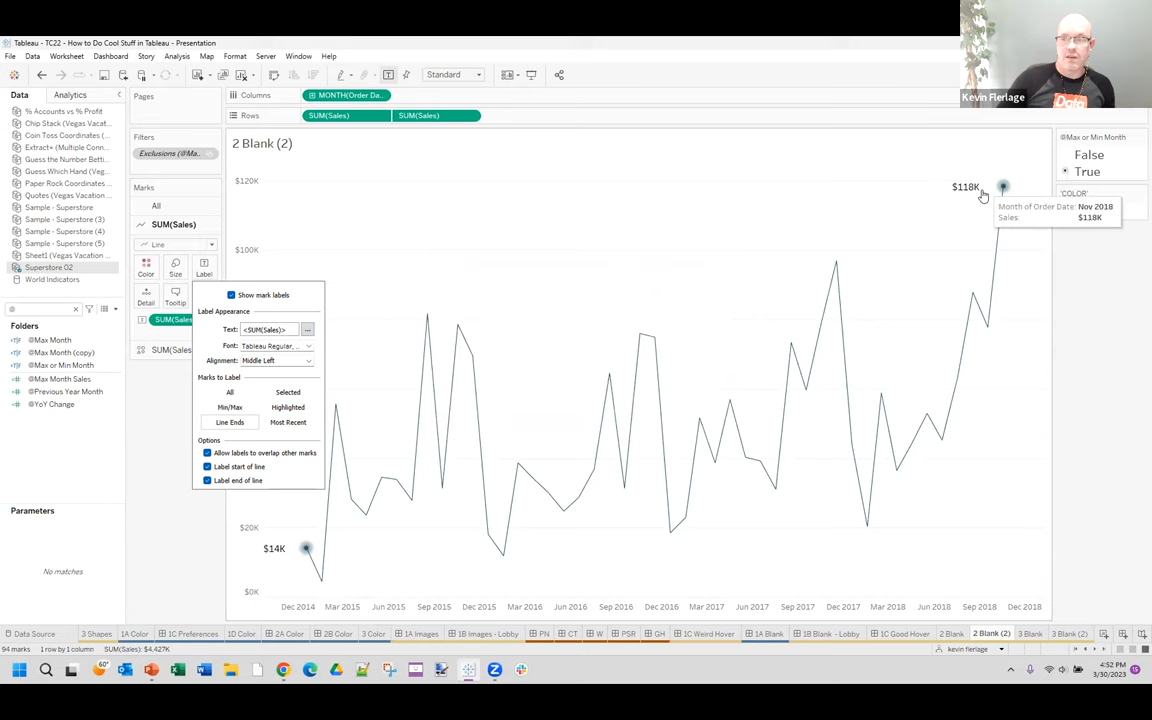 Tableau - TC22 - How to Do Cool Stuff in Tableau - Presentation
File Data Worksheet Dashboard Story Analysis Map Format Server Window Help
Standard
Kevin Flerlage
Data Analytics
% Accounts vs % Profit
Chip Stack (Vegas Vacat...
Coin Toss Coordinates (...
Extract+ (Multiple Conn...
Guess the Number Betti...
Guess Which Hand (Veg...
Paper Rock Coordinates ...
Quotes (Vegas Vacation ...
Sample - Superstore
Sample - Superstore (3)
Sample - Superstore (4)
Sample - Superstore (5)
Sheet1 (Vegas Vacation ...
Superstore 02
World Indicators
@
Folders
@Max Month
@Max Month (copy)
@Max or Min Month
@Max Month Sales
@Previous Year Month
@YoY Change
Parameters
No matches
Pages
Filters
Exclusions (@Ma..
Marks
All
SUM(Sales)
Line
Color Size Label
Detail Tooltip
SUM(Sales
SUM(Sales
Show mark labels
Label Appearance
Text: <SUM(Sales)> ...
Font: Tableau Regular, ...
Alignment: Middle Left
Marks to Label
All Selected
Min/Max Highlighted
Line Ends Most Recent
Options
Allow labels to overlap other marks
Label start of line
Label end of line
Columns MONTH(Order Da..
Rows SUM(Sales) SUM(Sales)
2 Blank (2)
$120K
$100K
$20K
$0K
$14K
$118K
Month of Order Date: Nov 2018
Sales: $118K
Dec 2014 Mar 2015 Jun 2015 Sep 2015 Dec 2015 Mar 2016 Jun 2016 Sep 2016 Dec 2016 Mar 2017 Jun 2017 Sep 2017 Dec 2017 Mar 2018 Jun 2018 Sep 2018 Dec 2018
@Max or Min Month
False
True
'COLOR'
Data Source 3 Shapes 1A Color 1C Preferences 1D Color 2A Color 2B Color 3 Color 1A Images 1B Images - Lobby PN CT W PSR GH 1C Weird Hover 1A Blank 1B Blank - Lobby 1C Good Hover 2 Blank 2 Blank (2) 3 Blank 3 Blank (2)
94 marks 1 row by 1 column SUM(Sales): $4.427K
kevin flerlage
60°
4:52 PM
3/30/2023
15